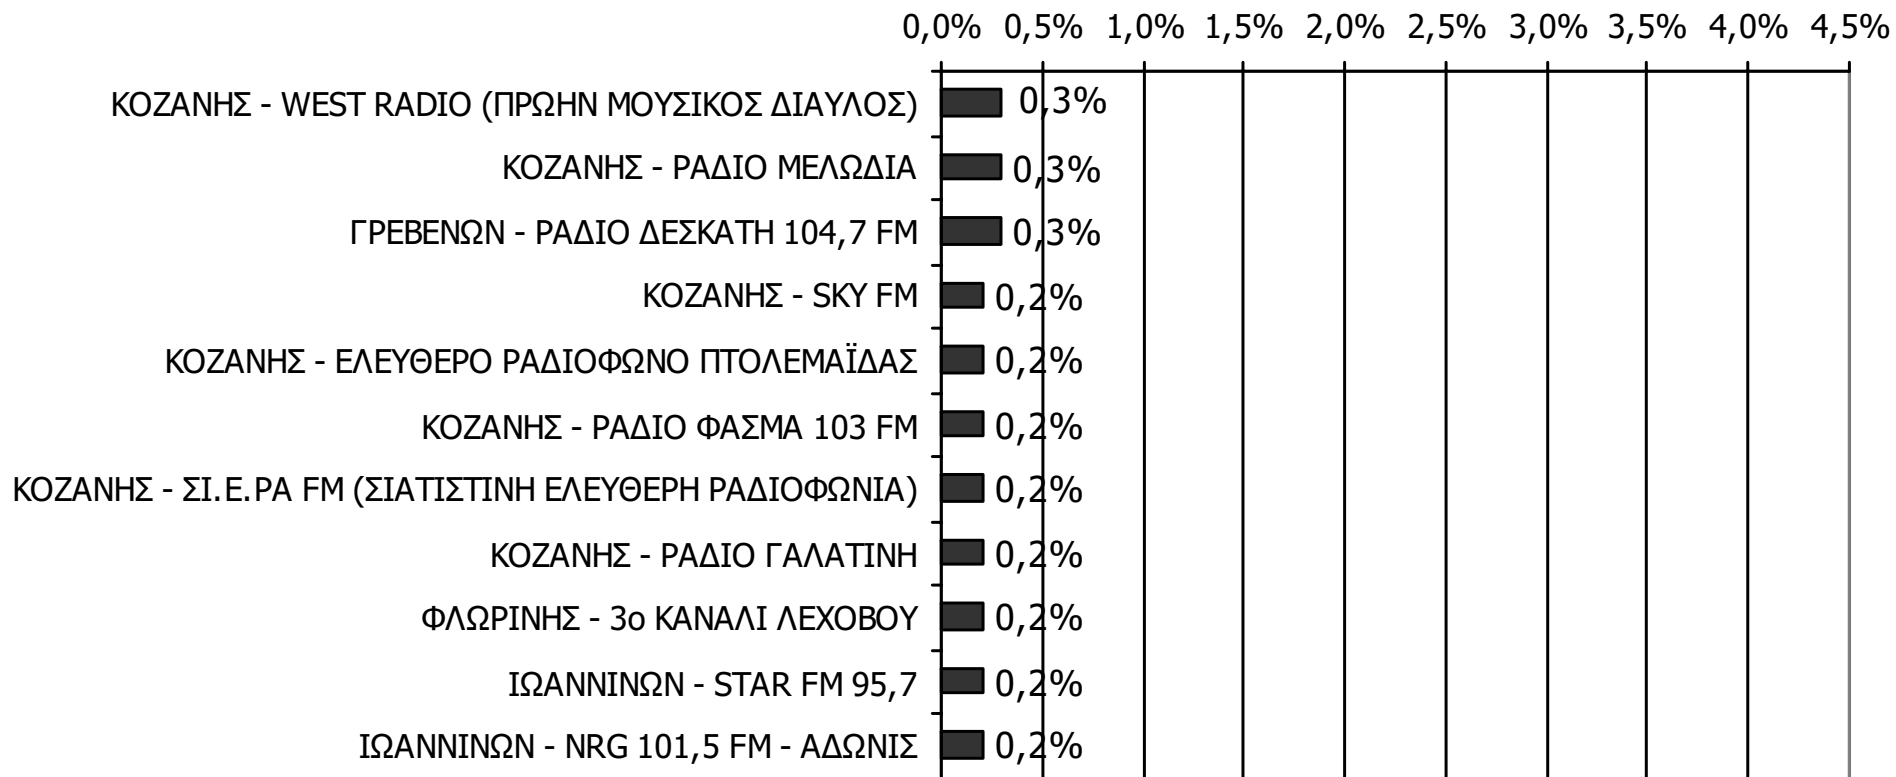 0,0% 0,5% 1,0% 1,5% 2,0% 2,5% 3,0% 3,5% 4,0% 4,5%
ΚΟΖΑΝΗΣ - WEST RADIO (ΠΡΩΗΝ ΜΟΥΣΙΚΟΣ ΔΙΑΥΛΟΣ) 0,3%
ΚΟΖΑΝΗΣ - ΡΑΔΙΟ ΜΕΛΩΔΙΑ 0,3%
ΓΡΕΒΕΝΩΝ - ΡΑΔΙΟ ΔΕΣΚΑΤΗ 104,7 FM 0,3%
ΚΟΖΑΝΗΣ - SKY FM 0,2%
ΚΟΖΑΝΗΣ - ΕΛΕΥΘΕΡΟ ΡΑΔΙΟΦΩΝΟ ΠΤΟΛΕΜΑΪΔΑΣ 0,2%
ΚΟΖΑΝΗΣ - ΡΑΔΙΟ ΦΑΣΜΑ 103 FM 0,2%
ΚΟΖΑΝΗΣ - ΣΙ.Ε.ΡΑ FM (ΣΙΑΤΙΣΤΙΝΗ ΕΛΕΥΘΕΡΗ ΡΑΔΙΟΦΩΝΙΑ) 0,2%
ΚΟΖΑΝΗΣ - ΡΑΔΙΟ ΓΑΛΑΤΙΝΗ 0,2%
ΦΛΩΡΙΝΗΣ - 3ο ΚΑΝΑΛΙ ΛΕΧΟΒΟΥ 0,2%
ΙΩΑΝΝΙΝΩΝ - STAR FM 95,7 0,2%
ΙΩΑΝΝΙΝΩΝ - NRG 101,5 FM - ΑΔΩΝΙΣ 0,2%